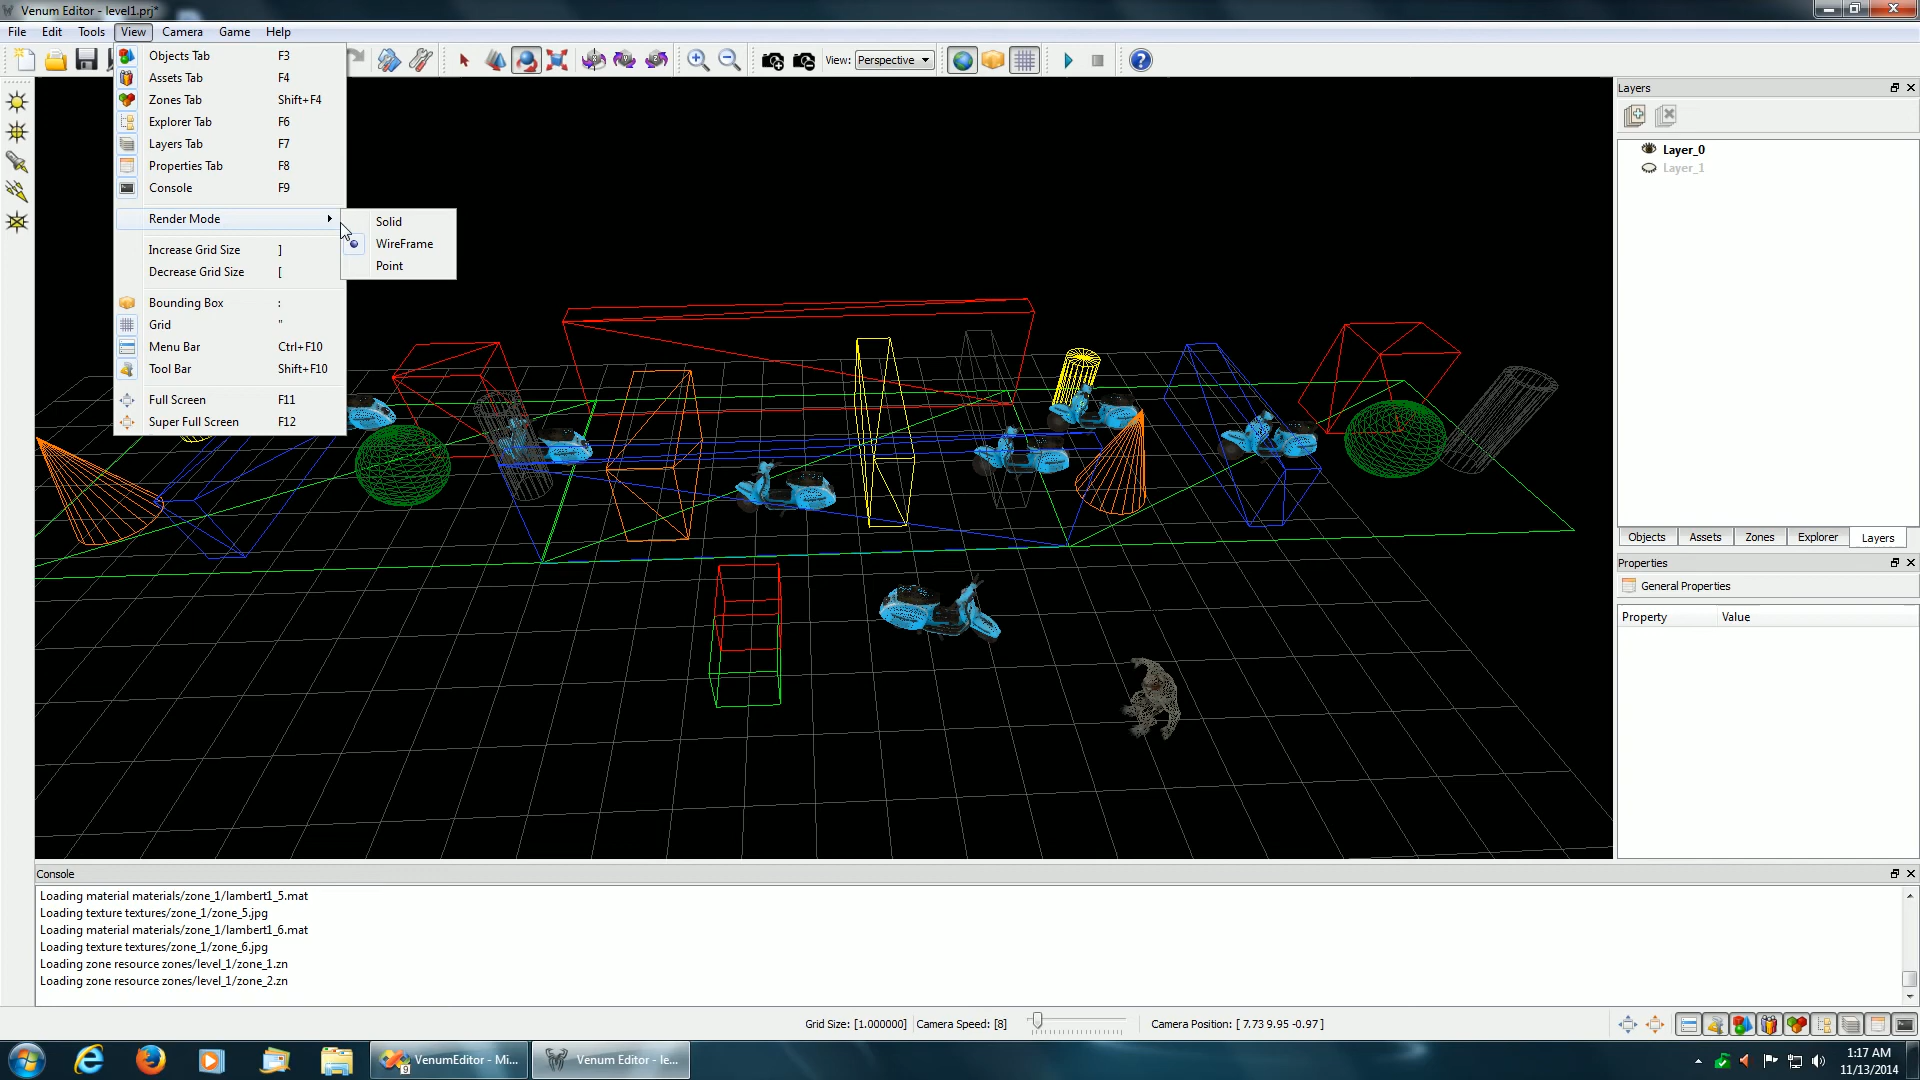 Venum Editor - level1.prj*
File Edit Tools View Camera Game Help
View: Perspective
Objects Tab F3
Assets Tab F4
Zones Tab Shift+F4
Explorer Tab F6
Layers Tab F7
Properties Tab F8
Console F9
Render Mode
Solid
WireFrame
Point
Increase Grid Size ]
Decrease Grid Size [
Bounding Box :
Grid "
Menu Bar Ctrl+F10
Tool Bar Shift+F10
Full Screen F11
Super Full Screen F12
Layers
Layer_0
Layer_1
Objects Assets Zones Explorer Layers
Properties
General Properties
Property Value
Console
Loading material materials/zone_1/lambert1_5.mat
Loading texture textures/zone_1/zone_5.jpg
Loading material materials/zone_1/lambert1_6.mat
Loading texture textures/zone_1/zone_6.jpg
Loading zone resource zones/level_1/zone_1.zn
Loading zone resource zones/level_1/zone_2.zn
Grid Size: [1.000000] Camera Speed: [8] Camera Position: [ 7.73 9.95 -0.97 ]
VenumEditor - Mi... Venum Editor - le...
1:17 AM
11/13/2014